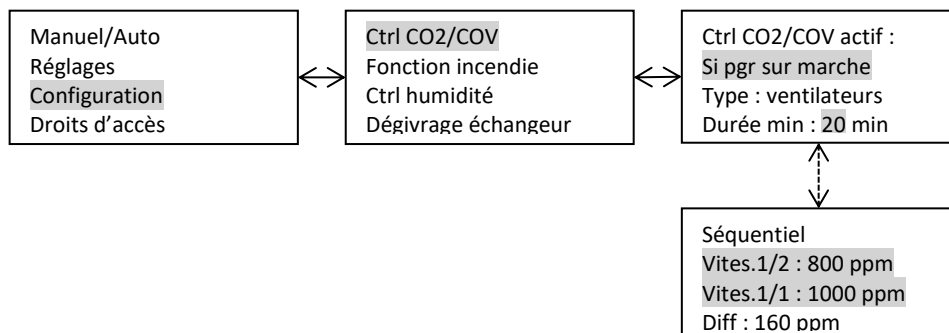 Manuel/Auto
Réglages
Configuration
Droits d'accès
Ctrl CO2/COV
Fonction incendie
Ctrl humidité
Dégivrage échangeur
Ctrl CO2/COV actif :
Si pgr sur marche
Type : ventilateurs
Durée min : 20 min
Séquentiel
Vites.1/2 : 800 ppm
Vites.1/1 : 1000 ppm
Diff : 160 ppm